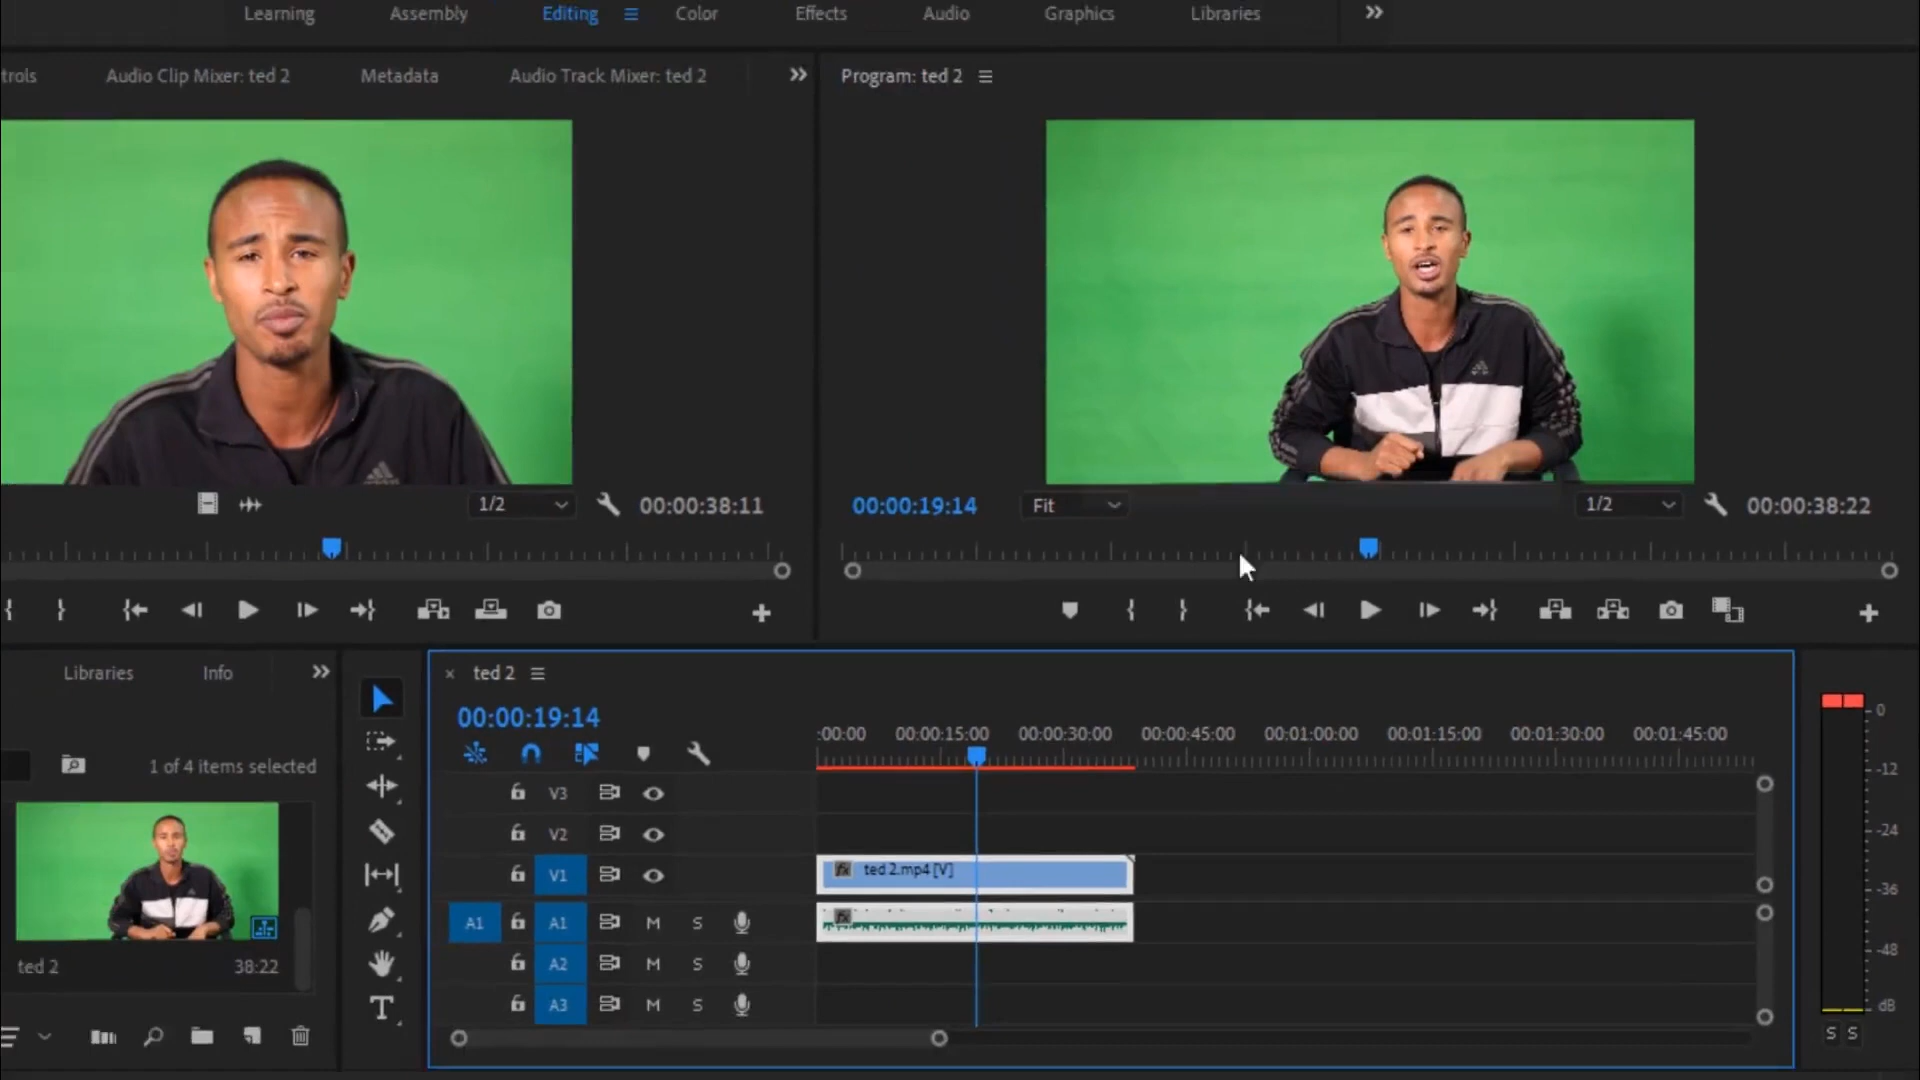 Learning Assembly Editing Color Effects Audio Graphics Libraries
trols Audio Clip Mixer: ted 2 Metadata Audio Track Mixer: ted 2
Program: ted 2
1/2 00:00:38:11
00:00:19:14 Fit 1/2 00:00:38:22
Libraries Info
1 of 4 items selected
ted 2 38:22
ted 2
00:00:19:14
:00:00 00:00:15:00 00:00:30:00 00:00:45:00 00:01:00:00 00:01:15:00 00:01:30:00 00:01:45:00
V3
V2
V1 fx ted 2.mp4 [V]
A1 A1 M S fx
A2 M S
A3 M S
0
-12
-24
-36
-48
dB
S S